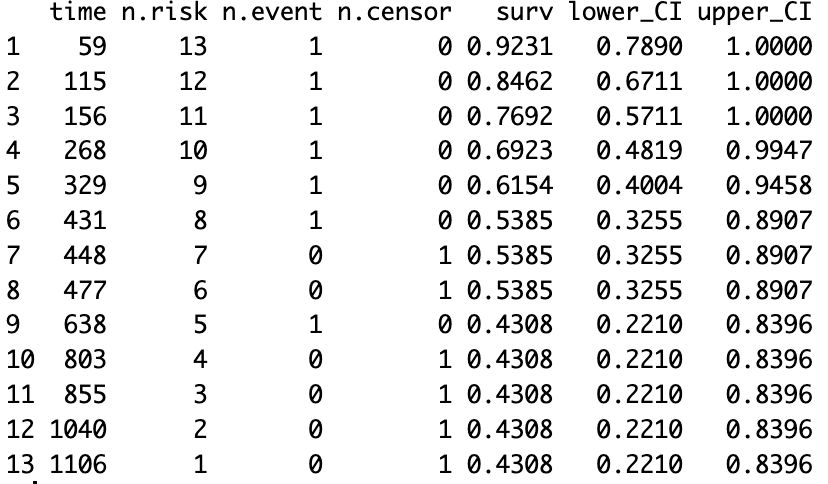 time n.risk n.event n.censor surv lower_CI upper_CI
1 59 13 1 0 0.9231 0.7890 1.0000
2 115 12 1 0 0.8462 0.6711 1.0000
3 156 11 1 0 0.7692 0.5711 1.0000
4 268 10 1 0 0.6923 0.4819 0.9947
5 329 9 1 0 0.6154 0.4004 0.9458
6 431 8 1 0 0.5385 0.3255 0.8907
7 448 7 0 1 0.5385 0.3255 0.8907
8 477 6 0 1 0.5385 0.3255 0.8907
9 638 5 1 0 0.4308 0.2210 0.8396
10 803 4 0 1 0.4308 0.2210 0.8396
11 855 3 0 1 0.4308 0.2210 0.8396
12 1040 2 0 1 0.4308 0.2210 0.8396
13 1106 1 0 1 0.4308 0.2210 0.8396